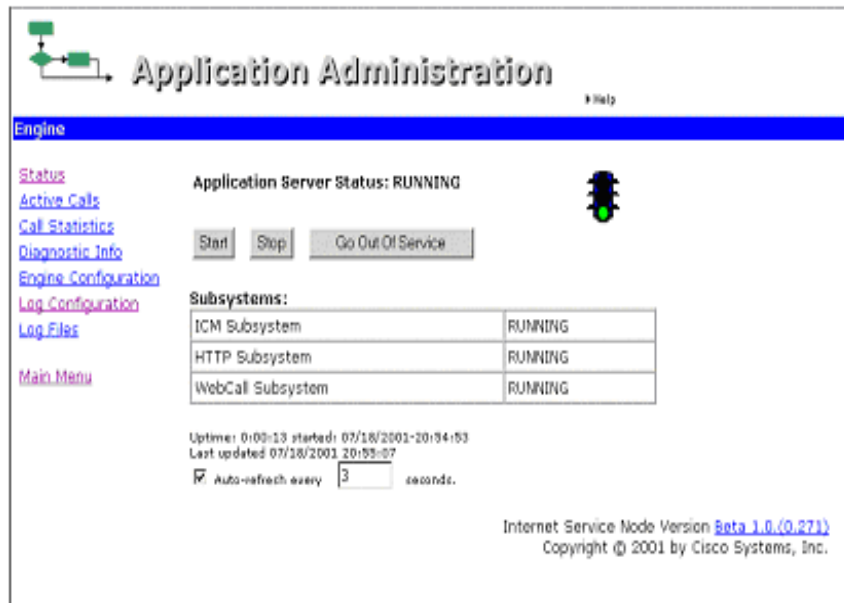 Application Administration
Help
Engine
Status
Active Calls
Call Statistics
Diagnostic Info
Engine Configuration
Log Configuration
Log Files
Main Menu
Application Server Status: RUNNING
Start Stop Go Out Of Service
Subsystems:
ICM Subsystem RUNNING
HTTP Subsystem RUNNING
WebCall Subsystem RUNNING
Uptime: 0:00:13 started: 07/18/2001-20:54:53
Last updated 07/18/2001 20:55:07
Auto-refresh every 3 seconds.
Internet Service Node Version Beta 1.0.(0.271)
Copyright © 2001 by Cisco Systems, Inc.